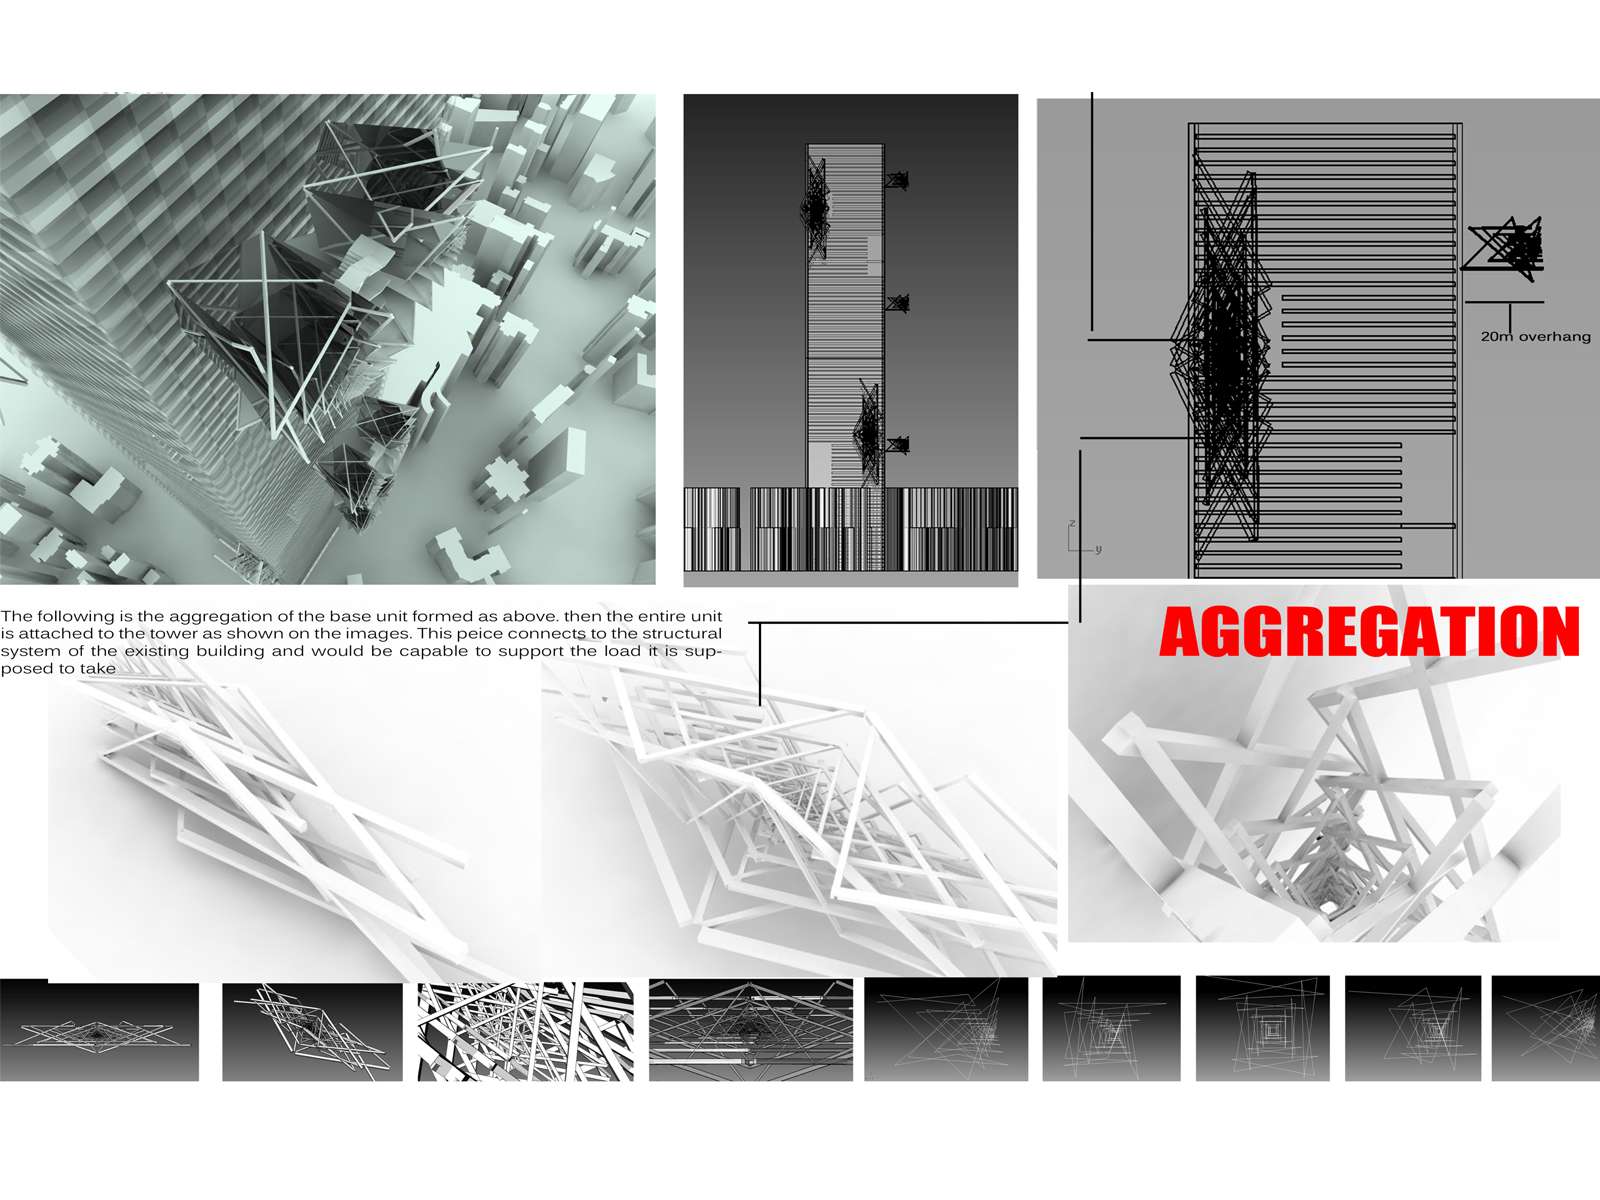 20m overhang
z
y
The following is the aggregation of the base unit formed as above. then the entire unit
is attached to the tower as shown on the images. This peice connects to the structural
system of the existing building and would be capable to support the load it is sup-
posed to take
AGGREGATION